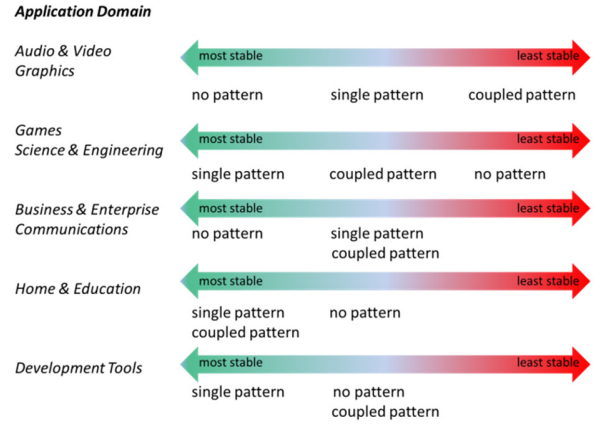 Application Domain
Audio & Video
Graphics
most stable least stable
no pattern single pattern coupled pattern
Games
Science & Engineering
most stable least stable
single pattern coupled pattern no pattern
Business & Enterprise
Communications
most stable least stable
no pattern single pattern
coupled pattern
Home & Education
most stable least stable
single pattern no pattern
coupled pattern
Development Tools
most stable least stable
single pattern no pattern
coupled pattern